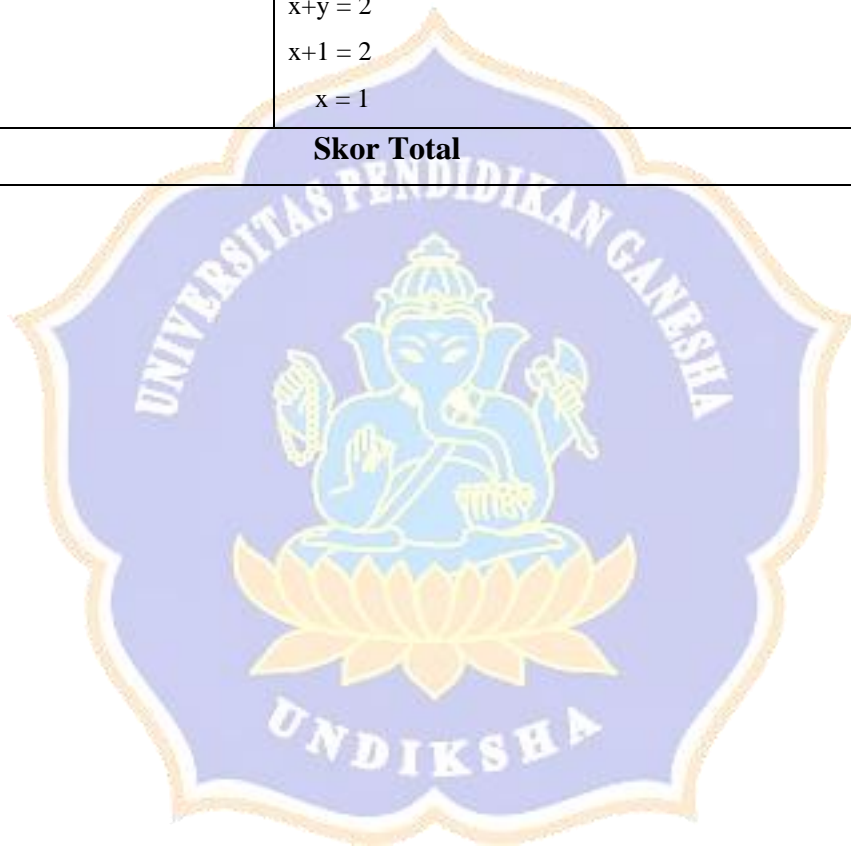 x+y = 2
x+1 = 2
x = 1
Skor Total
UNIVERSITAS PENDIDIKAN GANESHA
UNDIKSHA